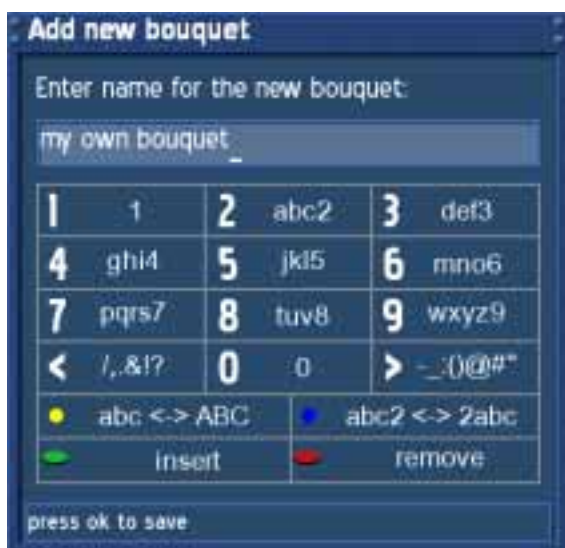 Add new bouquet
Enter name for the new bouquet:
my own bouquet_
1 1 2 abc2 3 def3
4 ghi4 5 jkl5 6 mno6
7 pqrs7 8 tuv8 9 wxyz9
< /,.&!? 0 0 > -_:()@#"
abc <-> ABC abc2 <-> 2abc
insert remove
press ok to save